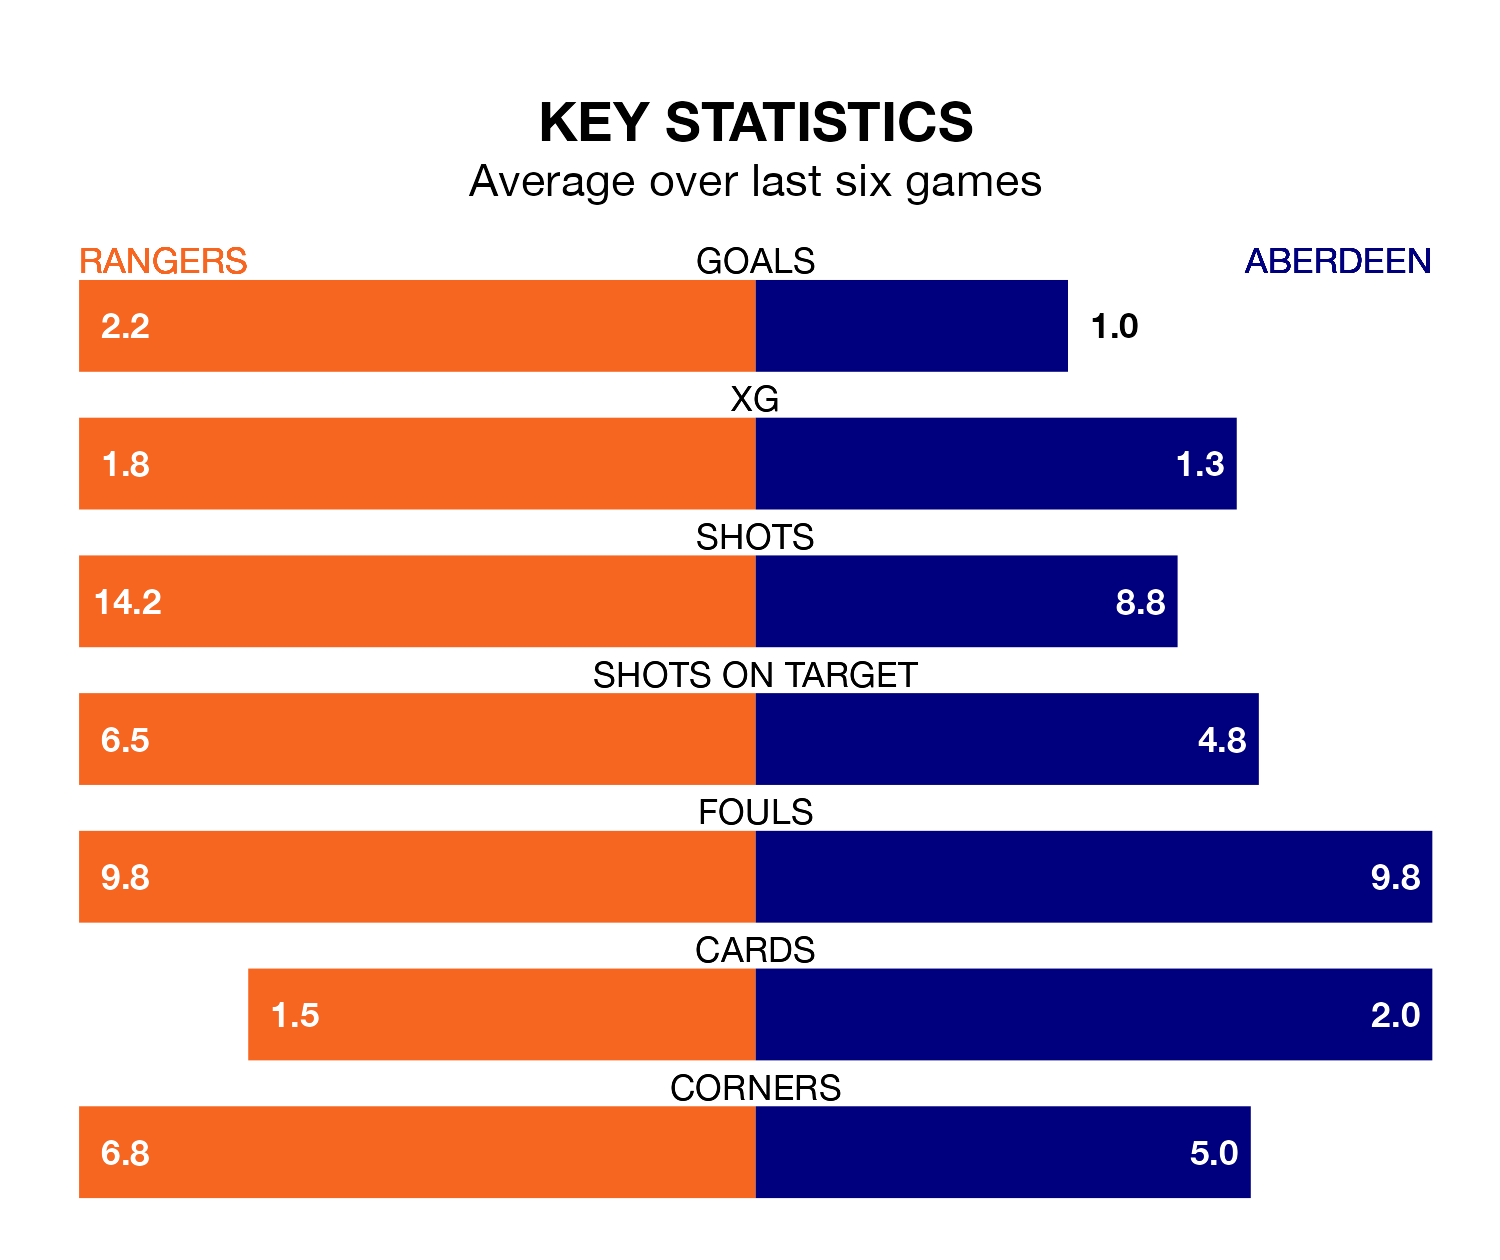 KEY STATISTICS
Average over last six games
RANGERS GOALS ABERDEEN
2.2 1.0
XG
1.8 1.3
SHOTS
14.2 8.8
SHOTS ON TARGET
6.5 4.8
FOULS
9.8 9.8
CARDS
1.5 2.0
CORNERS
6.8 5.0